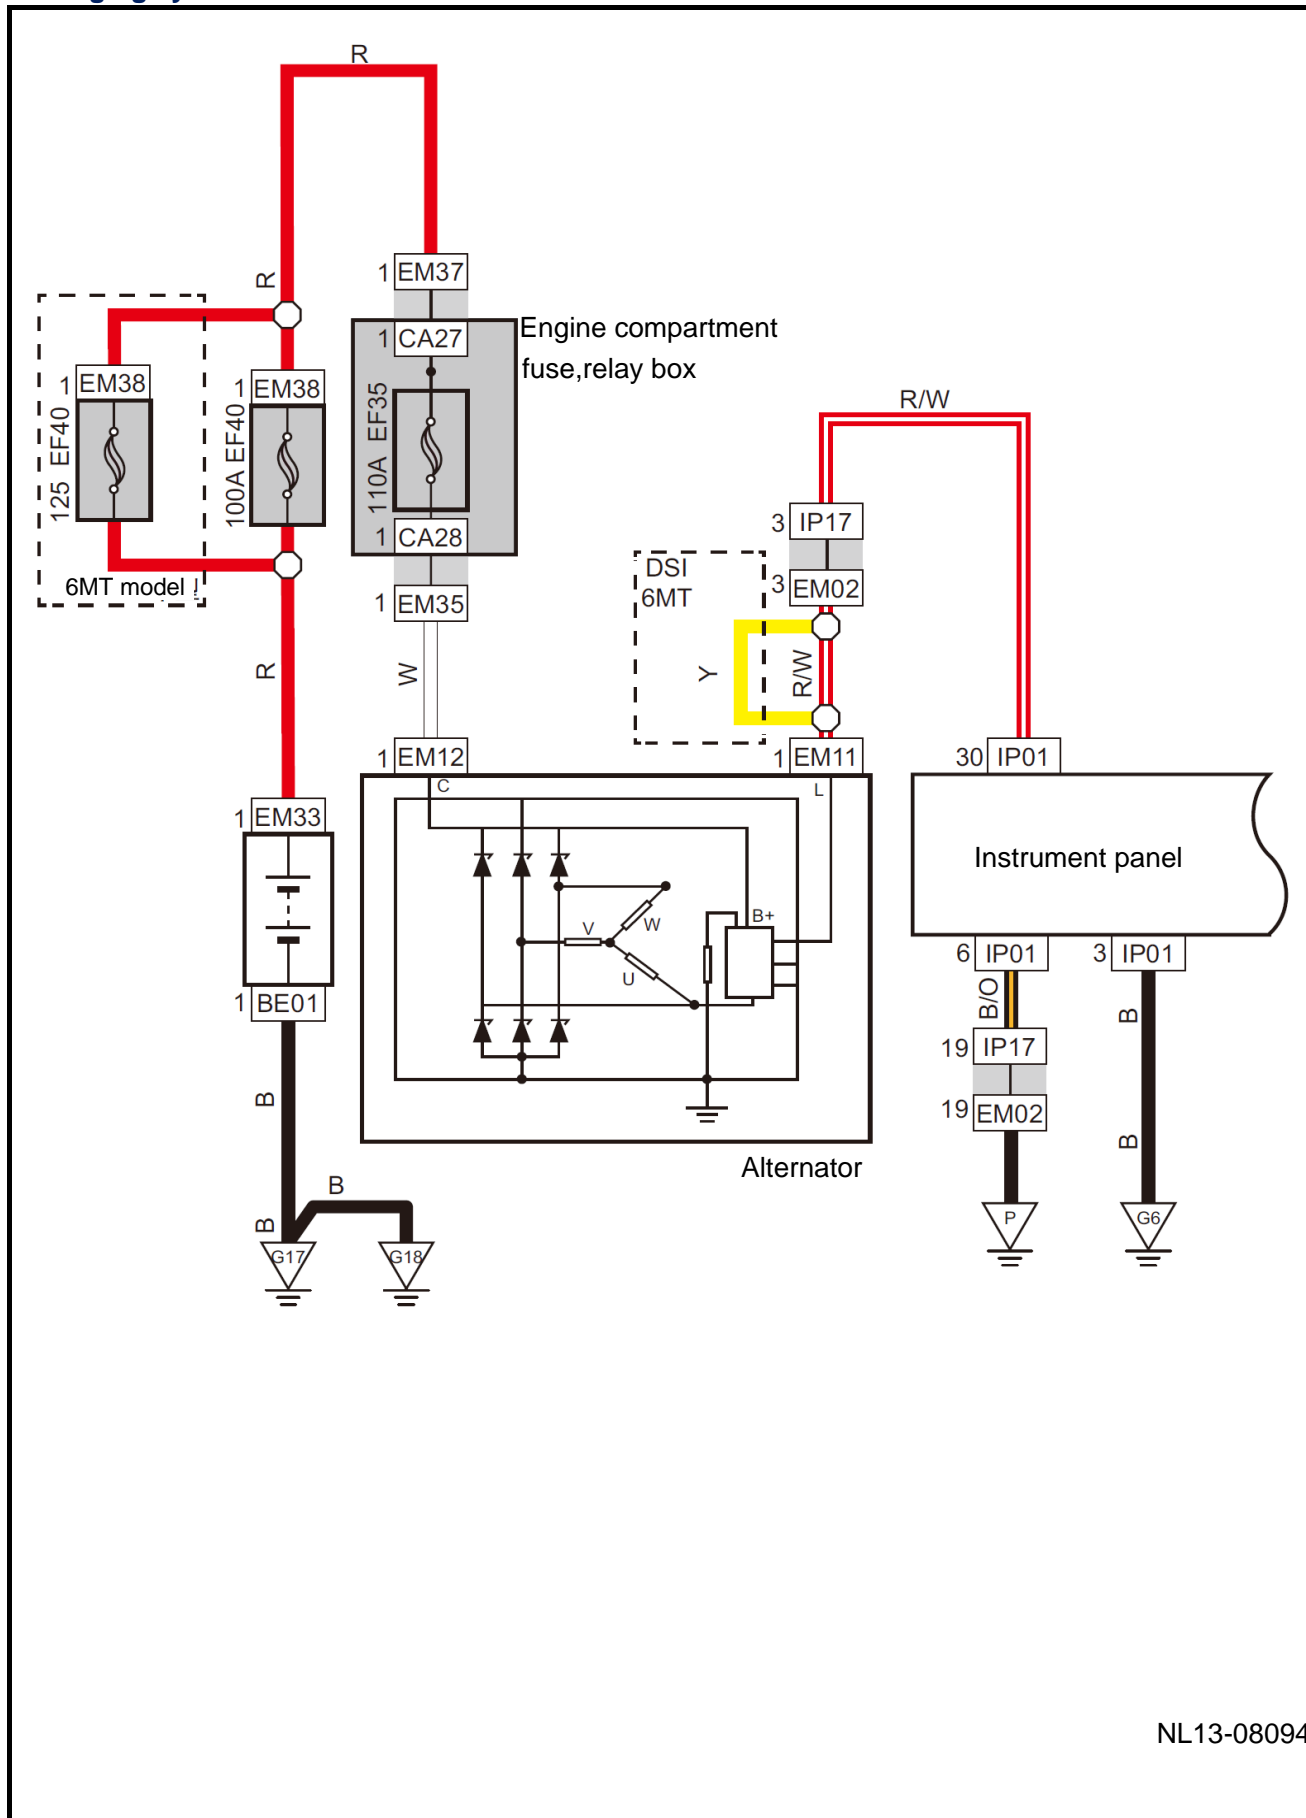 R
R
1 EM37
1 CA27
Engine compartment
fuse,relay box
1 EM38
125 EF40
1 EM38
100A EF40
110A EF35
1 CA28
1 EM35
6MT model
R
W
R/W
3 IP17
3 EM02
DSI
6MT
Y
R/W
1 EM12
1 EM11
30 IP01
C
L
Instrument panel
1 EM33
B+
V
W
U
6 IP01
3 IP01
1 BE01
B/O
B
19 IP17
19 EM02
B
B
Alternator
B
B
G17
G18
P
G6
NL13-08094